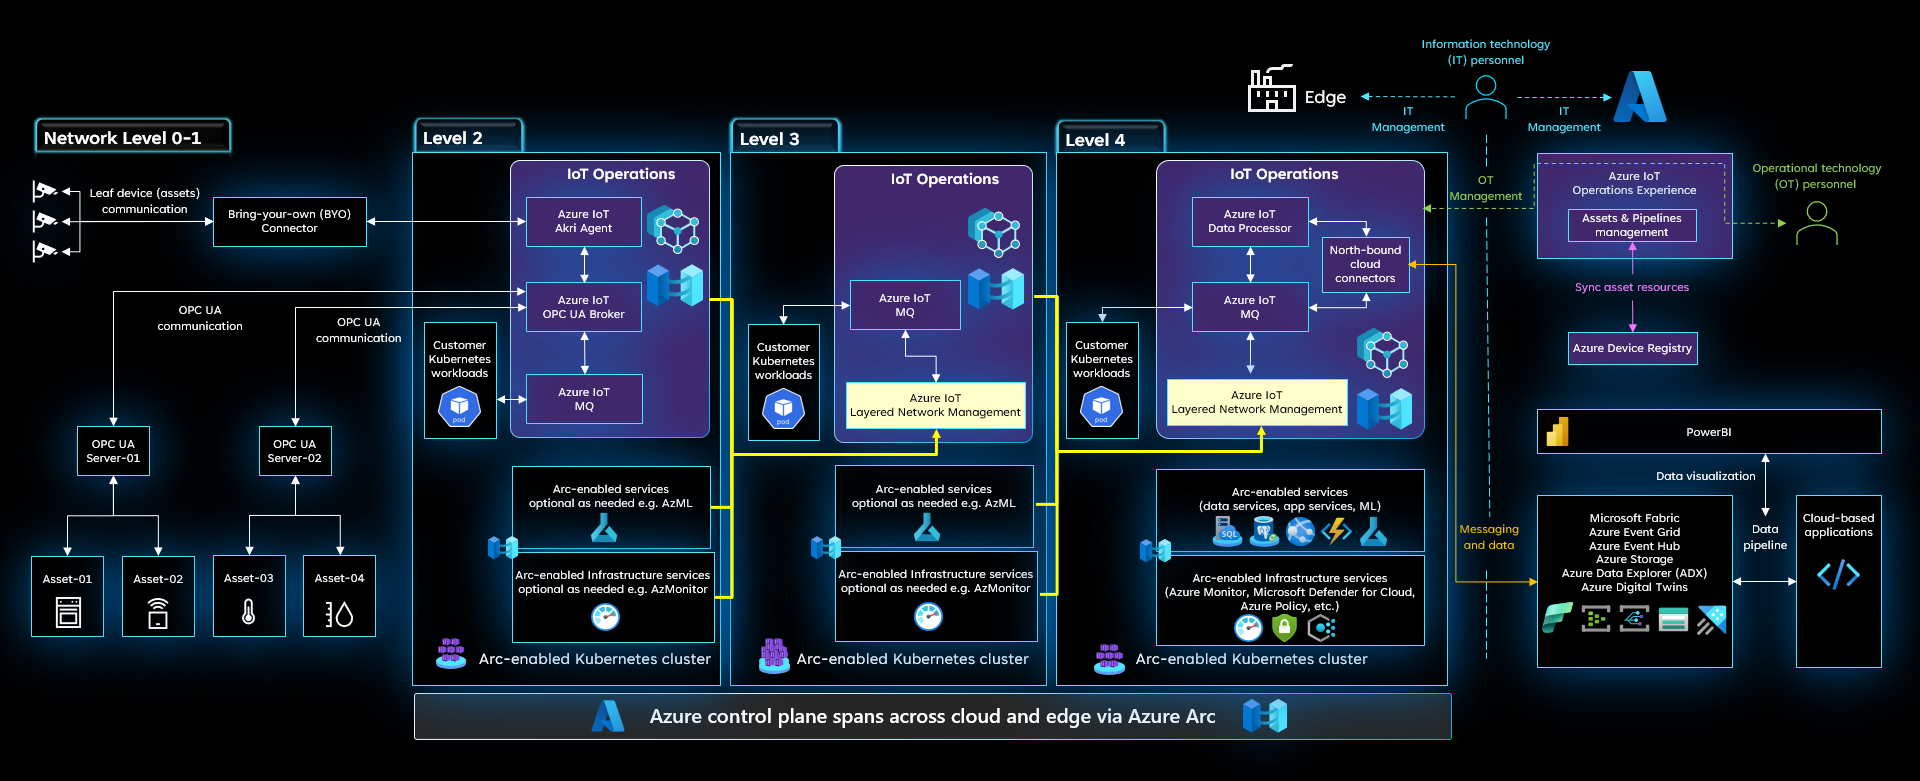 Information technology
(IT) personnel
Edge
IT
Management
IT
Management
Network Level 0-1
Level 2
Level 3
Level 4
Leaf device (assets)
communication
Bring-your-own (BYO)
Connector
OPC UA
communication
OPC UA
communication
OPC UA
Server-01
OPC UA
Server-02
Asset-01
Asset-02
Asset-03
Asset-04
IoT Operations
Azure IoT
Akri Agent
Azure IoT
OPC UA Broker
Azure IoT
MQ
Customer
Kubernetes
workloads
pod
Arc-enabled services
optional as needed e.g. AzML
Arc-enabled Infrastructure services
optional as needed e.g. AzMonitor
Arc-enabled Kubernetes cluster
IoT Operations
Azure IoT
MQ
Customer
Kubernetes
workloads
pod
Azure IoT
Layered Network Management
Arc-enabled services
optional as needed e.g. AzML
Arc-enabled Infrastructure services
optional as needed e.g. AzMonitor
Arc-enabled Kubernetes cluster
IoT Operations
Azure IoT
Data Processor
North-bound
cloud
connectors
Azure IoT
MQ
Customer
Kubernetes
workloads
pod
Azure IoT
Layered Network Management
Arc-enabled services
(data services, app services, ML)
SQL
Arc-enabled Infrastructure services
(Azure Monitor, Microsoft Defender for Cloud,
Azure Policy, etc.)
Arc-enabled Kubernetes cluster
OT
Management
Azure IoT
Operations Experience
Assets & Pipelines
management
Operational technology
(OT) personnel
Sync asset resources
Azure Device Registry
PowerBI
Data visualization
Messaging
and data
Microsoft Fabric
Azure Event Grid
Azure Event Hub
Azure Storage
Azure Data Explorer (ADX)
Azure Digital Twins
Data
pipeline
Cloud-based
applications
Azure control plane spans across cloud and edge via Azure Arc